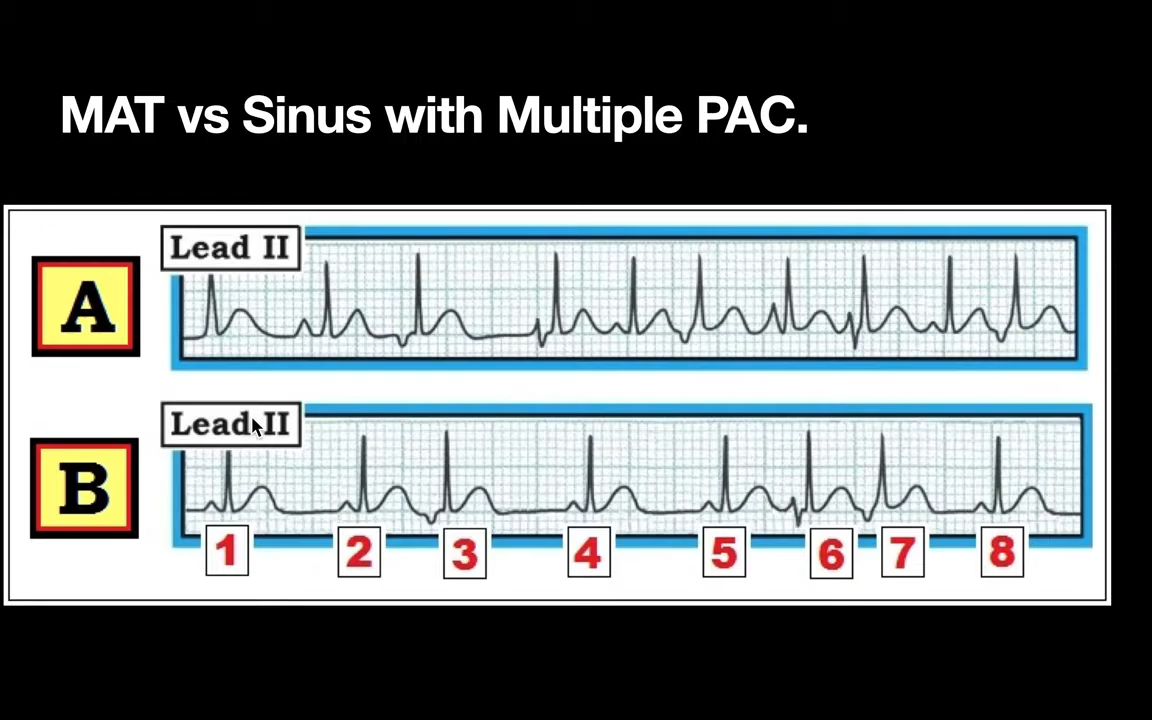 MAT vs Sinus with Multiple PAC.
Lead II
A
Lead II
B
1 2 3 4 5 6 7 8